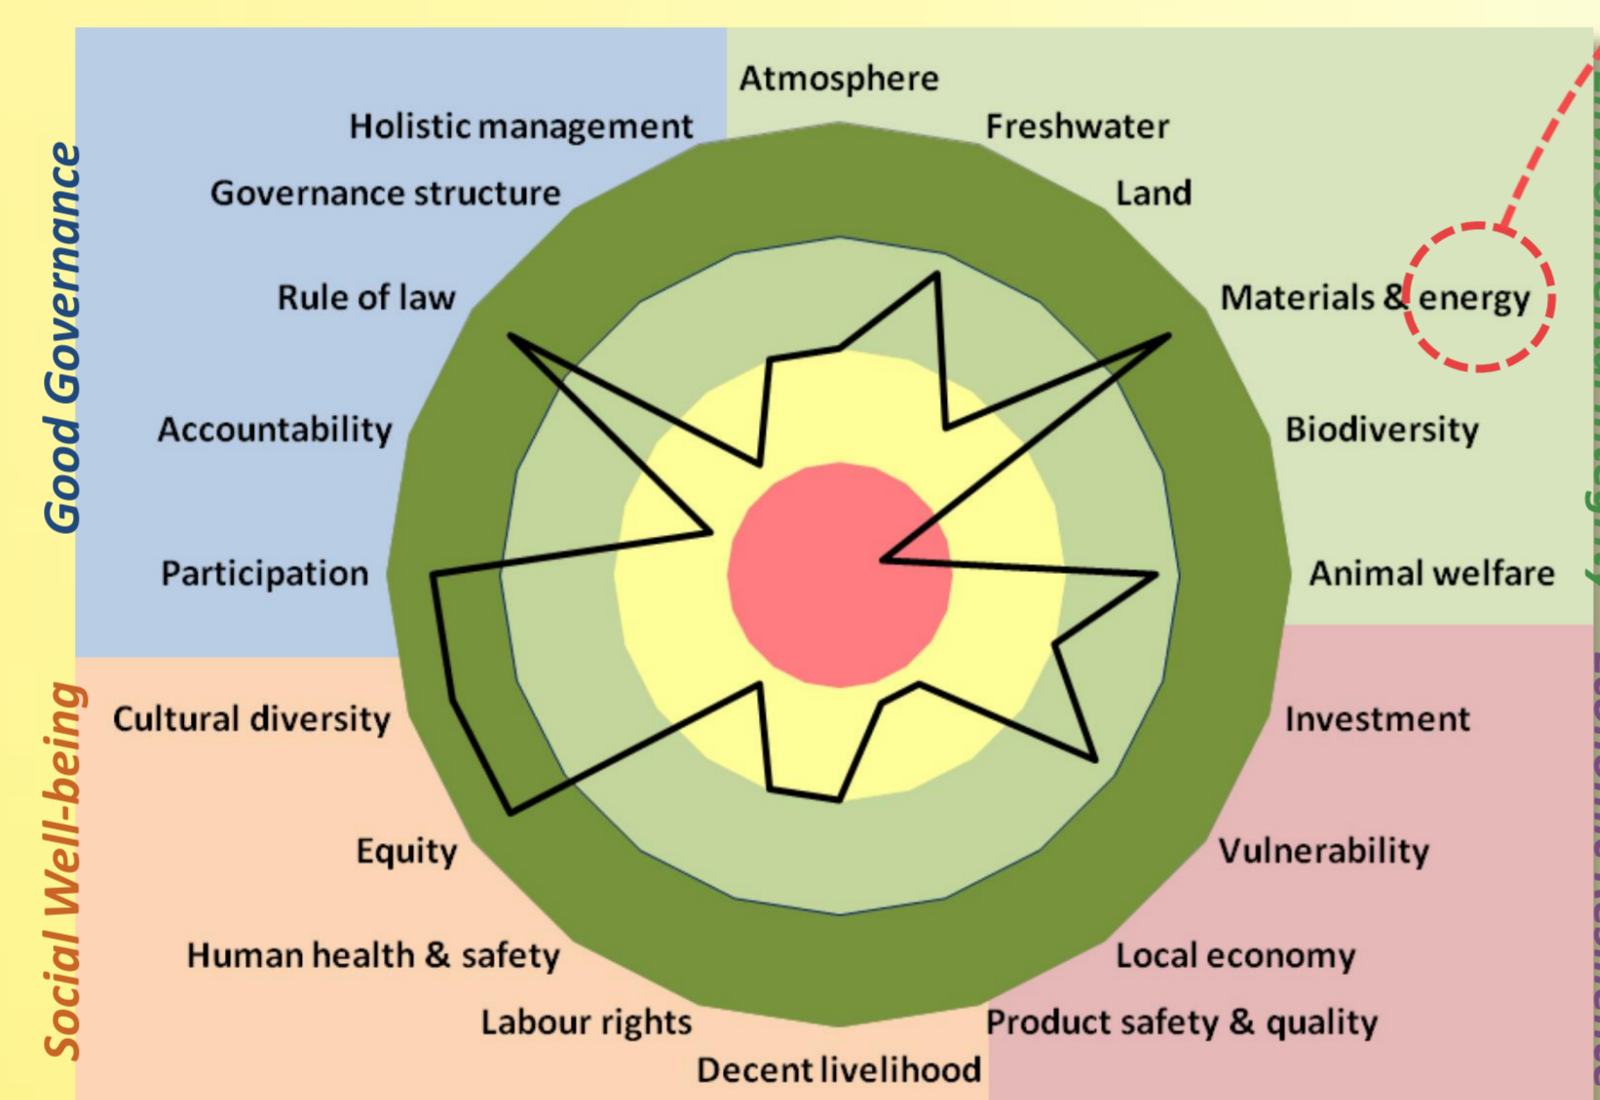 Atmosphere
Holistic management
Freshwater
Governance structure
Land
Rule of law
Materials & energy
Accountability
Biodiversity
Participation
Animal welfare
Cultural diversity
Investment
Equity
Vulnerability
Human health & safety
Local economy
Labour rights
Product safety & quality
Decent livelihood
Good Governance
Social Well-being